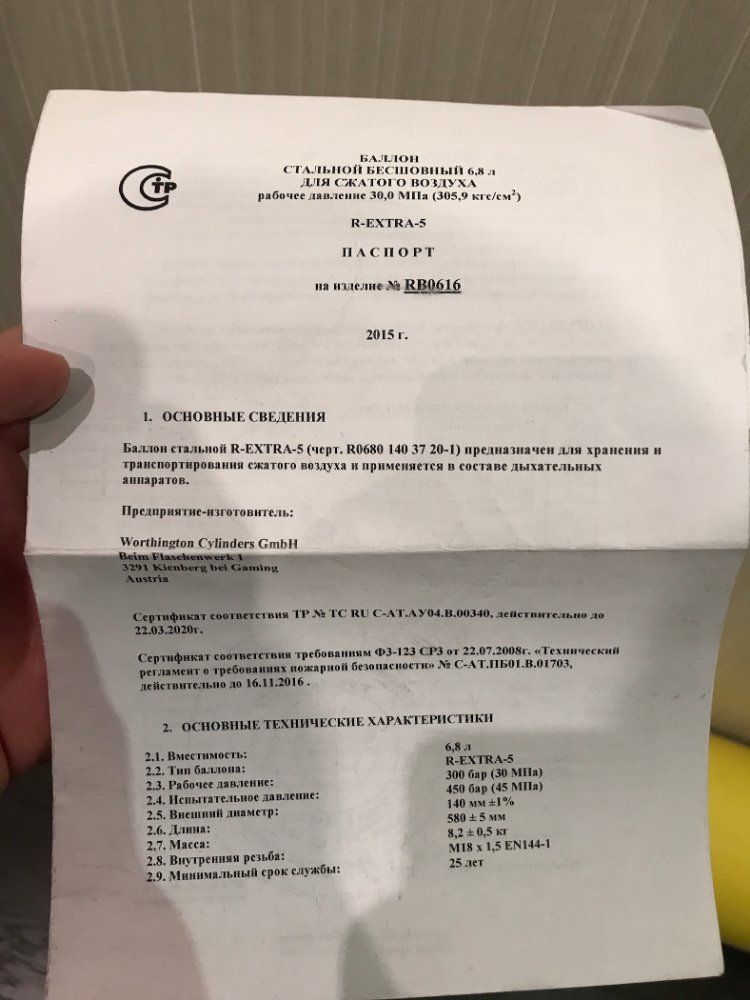 БАЛЛОН
СТАЛЬНОЙ БЕСШОВНЫЙ 6,8 л
ДЛЯ СЖАТОГО ВОЗДУХА
рабочее давление 30,0 МПа (305,9 кгс/см²)
СТР
R-EXTRA-5
П А С П О Р Т
на изделие № RB0616
2015 г.
1. ОСНОВНЫЕ СВЕДЕНИЯ
Баллон стальной R-EXTRA-5 (черт. R0680 140 37 20-1) предназначен для хранения и
транспортирования сжатого воздуха и применяется в составе дыхательных
аппаратов.
Предприятие-изготовитель:
Worthington Cylinders GmbH
Beim Flaschenwerk 1
3291 Kienberg bei Gaming
Austria
Сертификат соответствия ТР № ТС RU C-AT.АУ04.В.00340, действительно до
22.03.2020г.
Сертификат соответствия требованиям ФЗ-123 СРЗ от 22.07.2008г. «Технический
регламент о требованиях пожарной безопасности» № С-АТ.ПБ01.В.01703,
действительно до 16.11.2016 .
2. ОСНОВНЫЕ ТЕХНИЧЕСКИЕ ХАРАКТЕРИСТИКИ
2.1. Вместимость: 6,8 л
2.2. Тип баллона: R-EXTRA-5
2.3. Рабочее давление: 300 бар (30 МПа)
2.4. Испытательное давление: 450 бар (45 МПа)
2.5. Внешний диаметр: 140 мм ±1%
2.6. Длина: 580 ± 5 мм
2.7. Масса: 8,2 ± 0,5 кг
2.8. Внутренняя резьба: М18 х 1,5 EN144-1
2.9. Минимальный срок службы: 25 лет